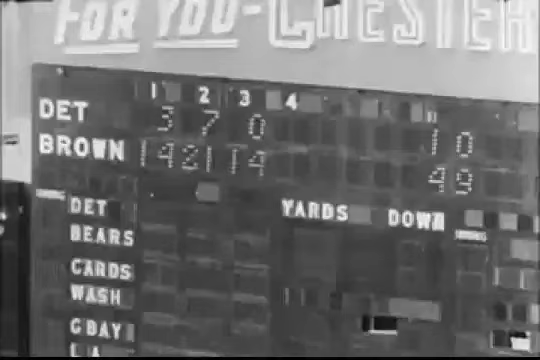 FOR YOU - CHESTER
1 2 3 4
DET 3 7 0 10
BROWN 14 21 14 49
DET YARDS DOWN
BEARS
CARDS
WASH
G BAY
L A